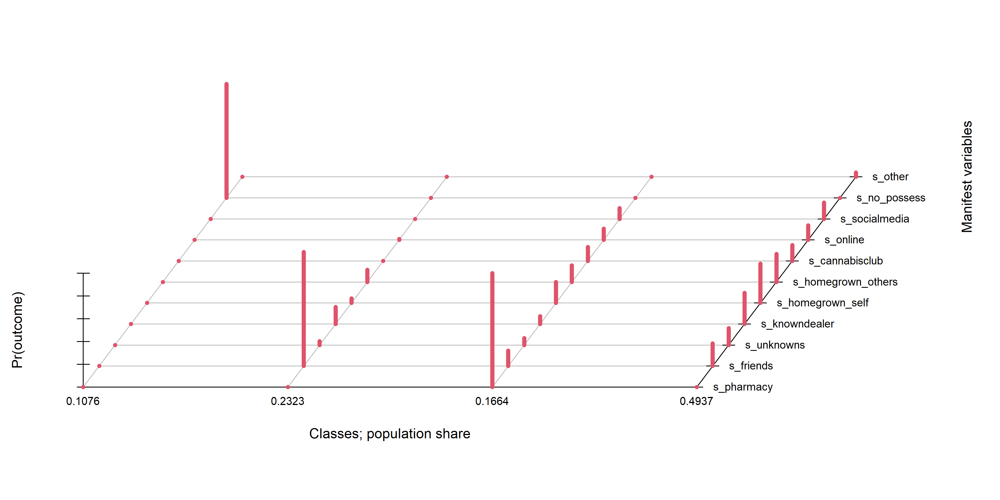 s_other
s_no_possess
s_socialmedia
s_online
s_cannabisclub
s_homegrown_others
s_homegrown_self
s_knowndealer
s_unknowns
s_friends
s_pharmacy
Manifest variables
Pr(outcome)
0.1076 0.2323 0.1664 0.4937
Classes; population share